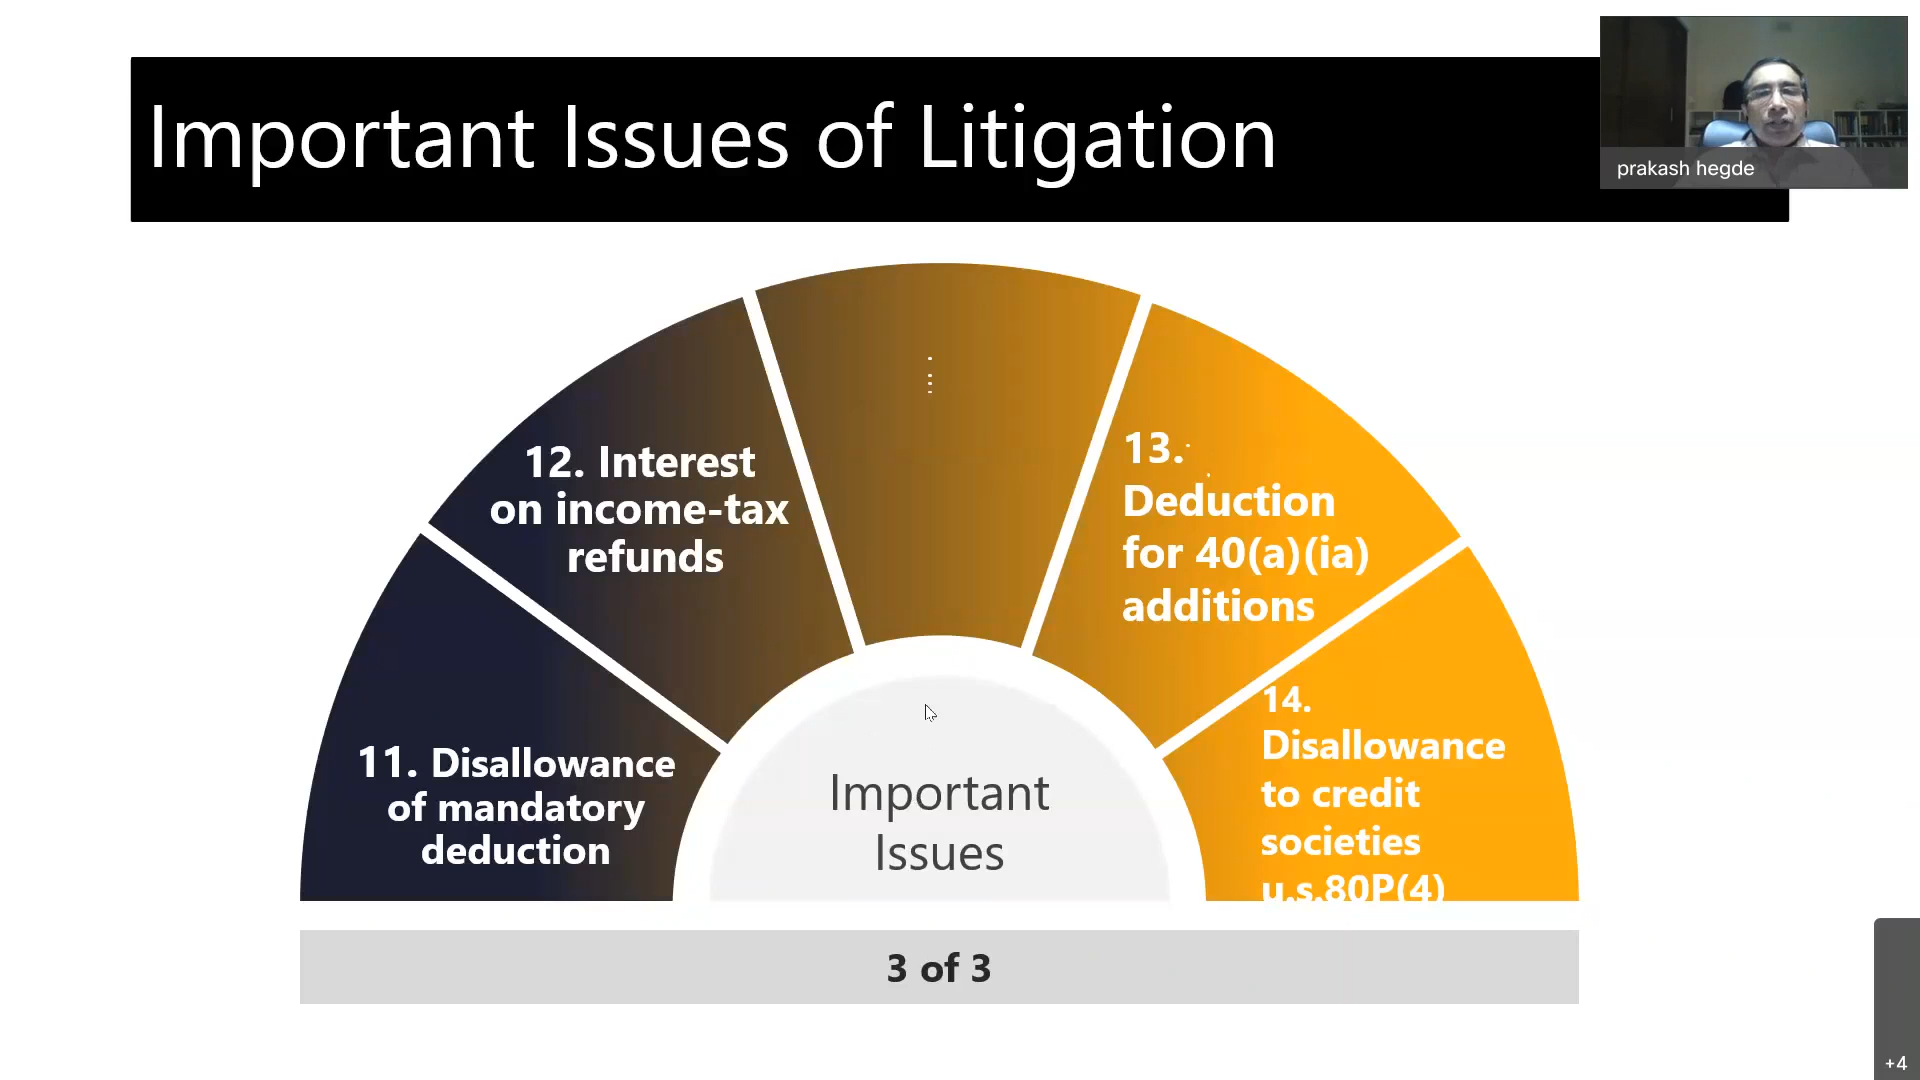 Important Issues of Litigation
prakash hegde
12. Interest
on income-tax
refunds
13.
Deduction
for 40(a)(ia)
additions
11. Disallowance
of mandatory
deduction
14.
Disallowance
to credit
societies
u.s.80P(4)
Important
Issues
3 of 3
+4